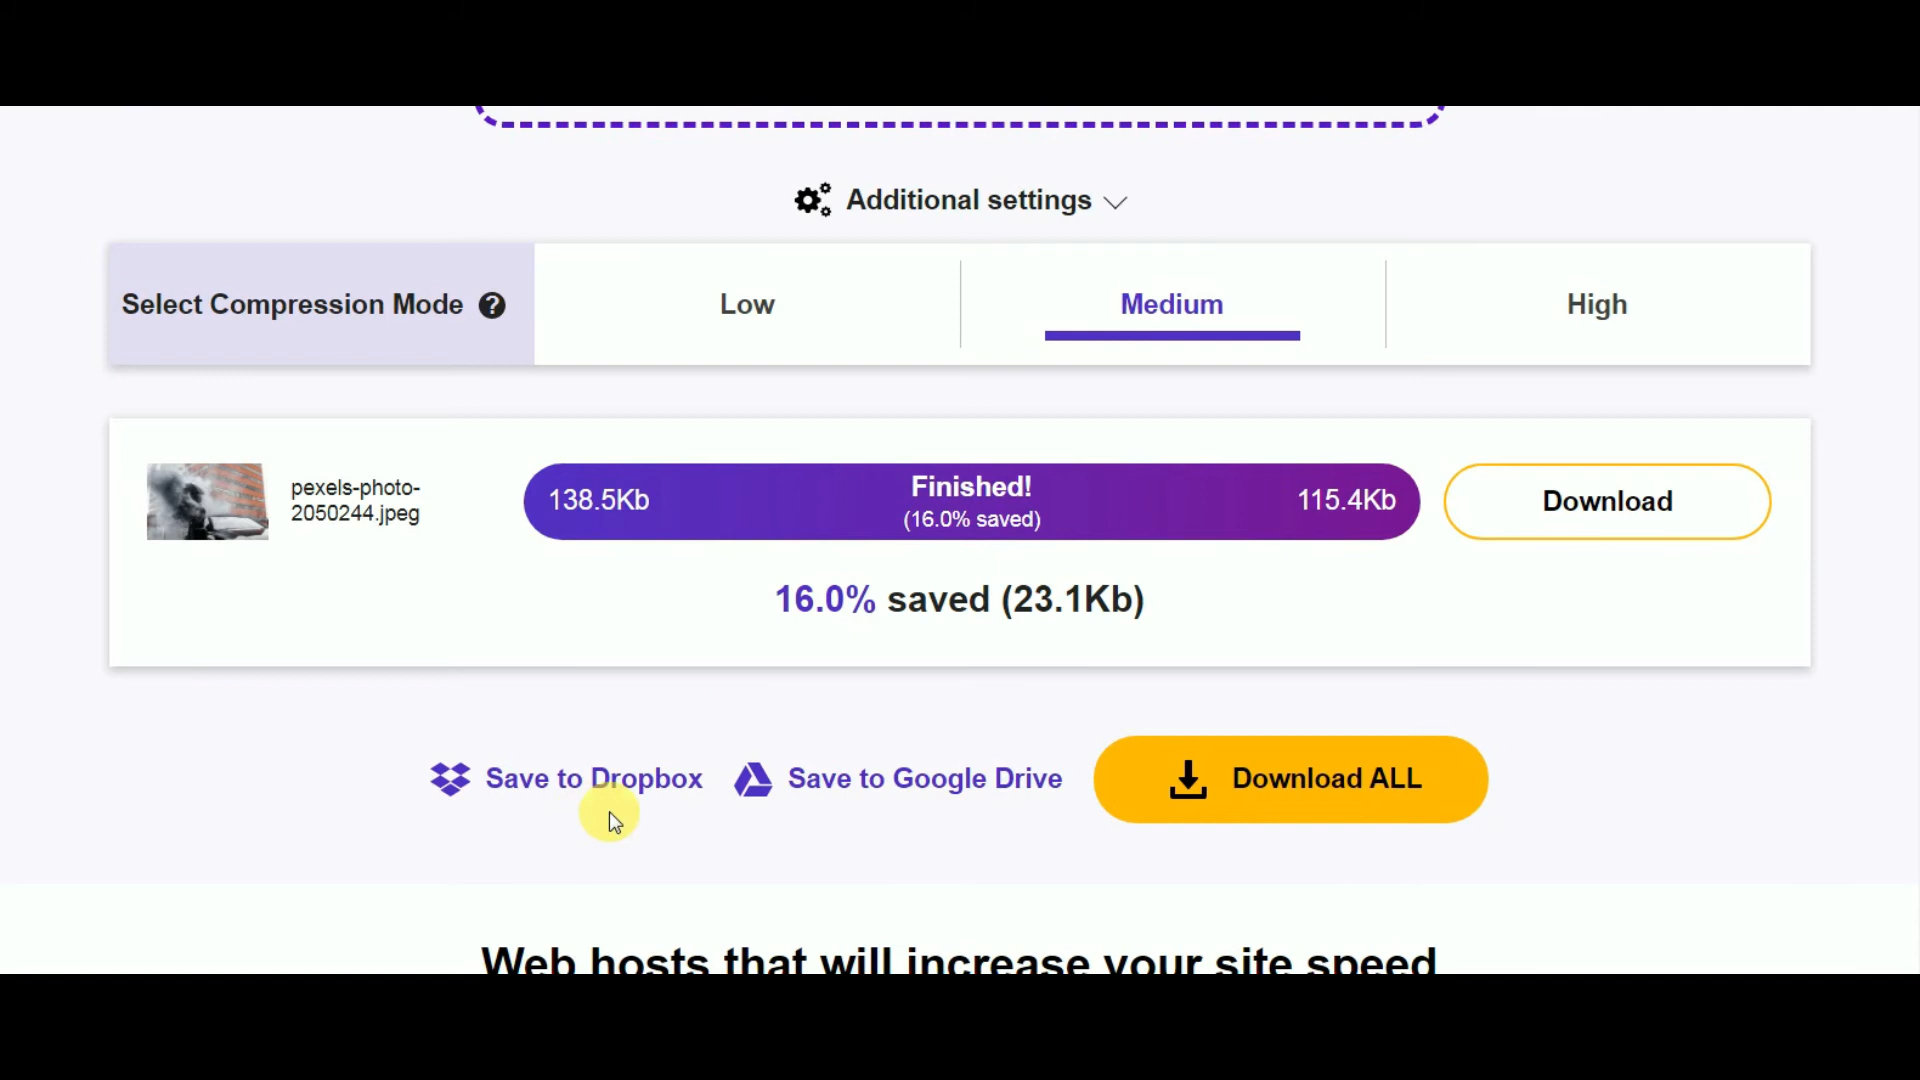 Additional settings
Select Compression Mode ?
Low
Medium
High
pexels-photo-
2050244.jpeg
138.5Kb
Finished!
(16.0% saved)
115.4Kb
Download
16.0% saved (23.1Kb)
Save to Dropbox
Save to Google Drive
Download ALL
Web hosts that will increase your site speed